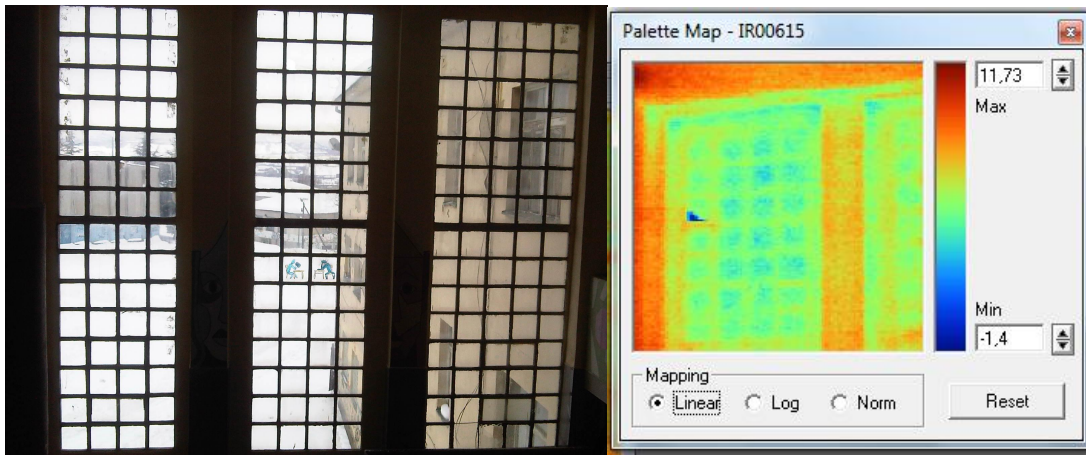 Palette Map - IR00615
11,73
Max
Min
-1,4
Mapping
Linear
Log
Norm
Reset